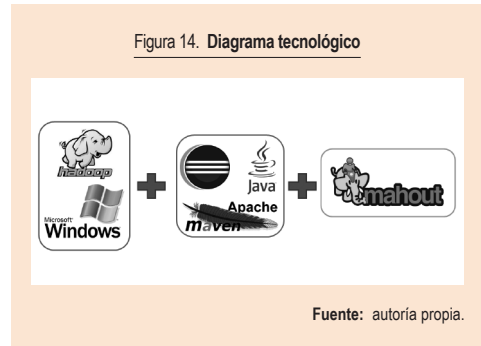 Figura 14. Diagrama tecnológico
hadoop
Microsoft
Windows
Java
Apache
maven
mahout
Fuente: autoría propia.